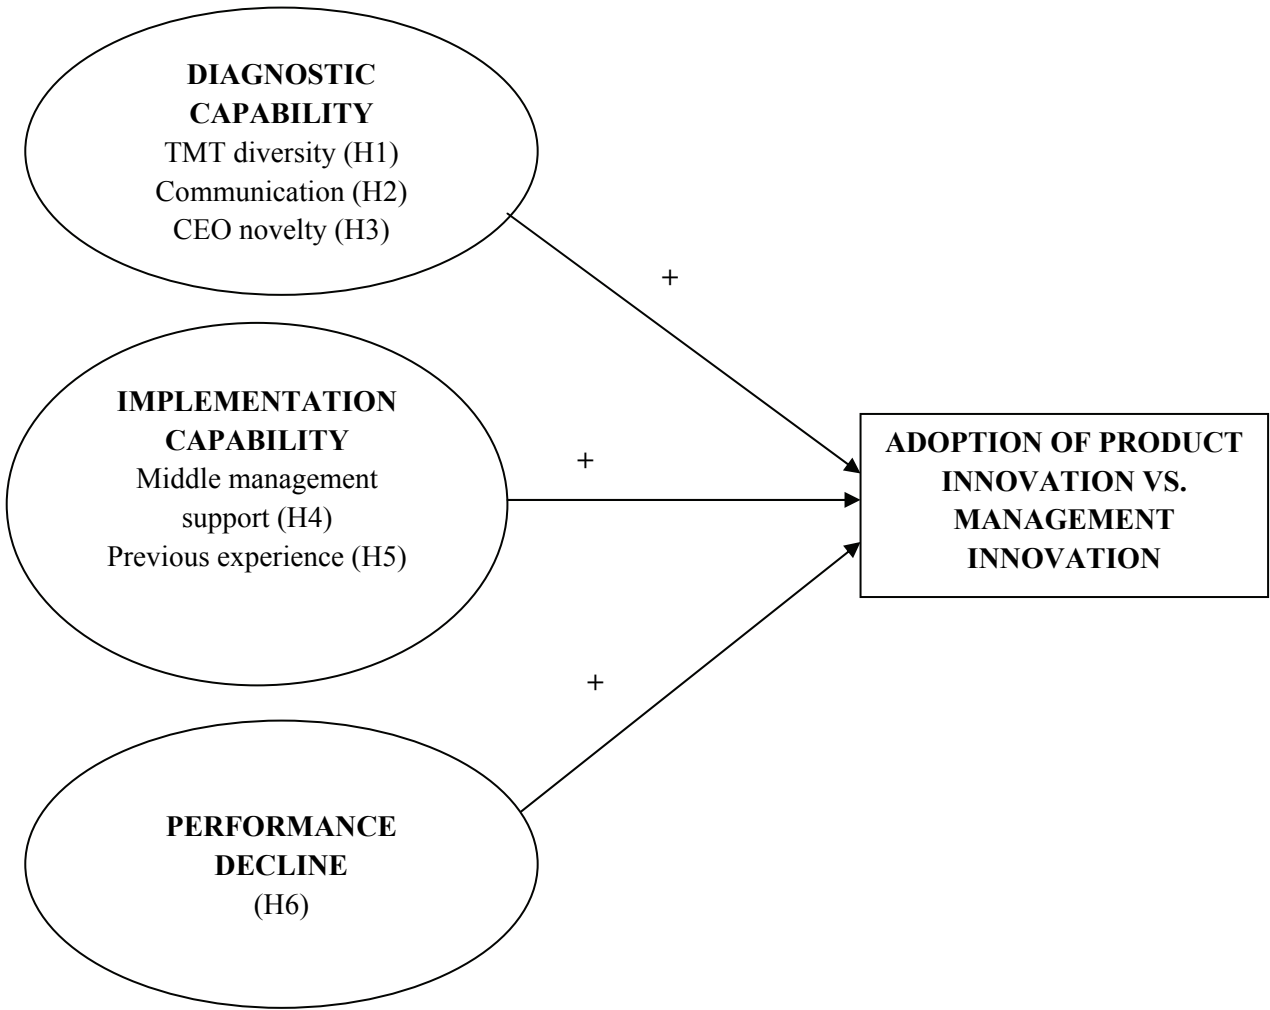 DIAGNOSTIC
CAPABILITY
TMT diversity (H1)
Communication (H2)
CEO novelty (H3)
+
IMPLEMENTATION
CAPABILITY
Middle management
support (H4)
Previous experience (H5)
+
ADOPTION OF PRODUCT
INNOVATION VS.
MANAGEMENT
INNOVATION
+
PERFORMANCE
DECLINE
(H6)